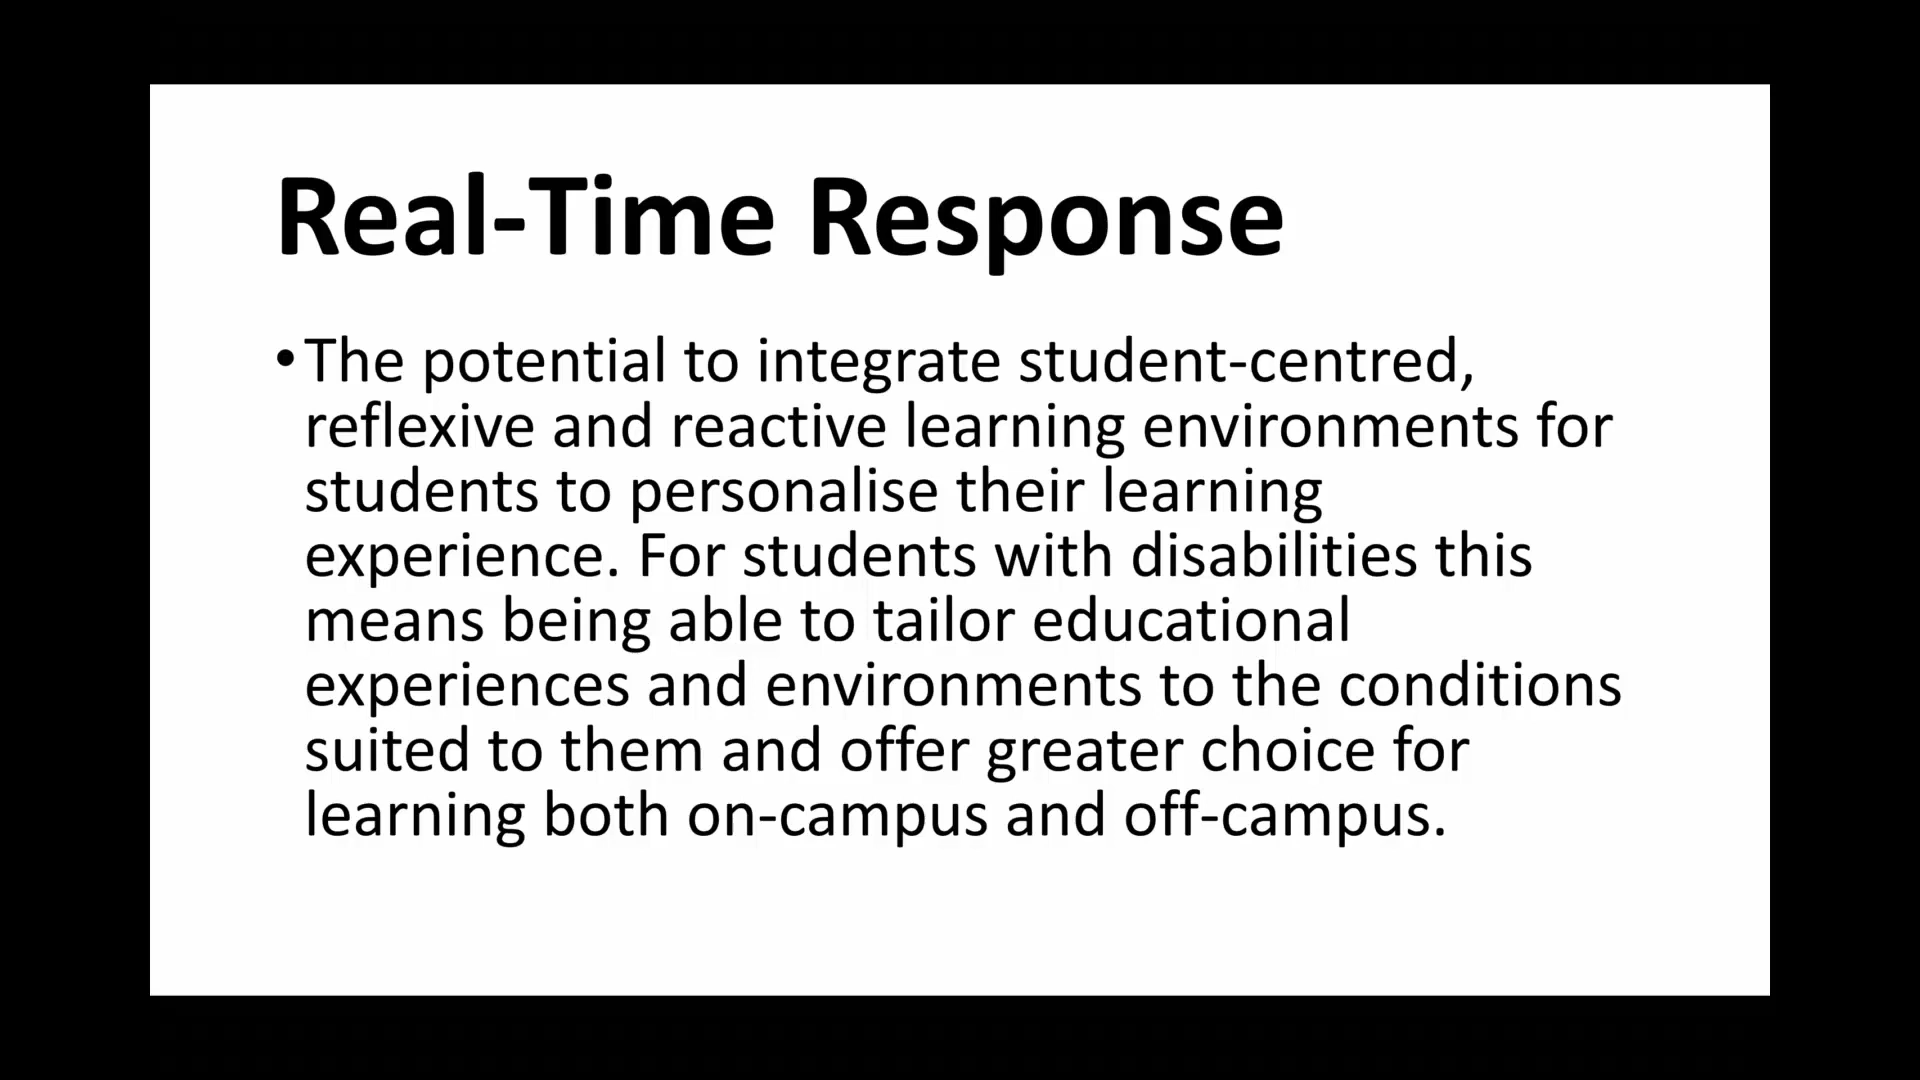 Real-Time Response
•The potential to integrate student-centred,
reflexive and reactive learning environments for
students to personalise their learning
experience. For students with disabilities this
means being able to tailor educational
experiences and environments to the conditions
suited to them and offer greater choice for
learning both on-campus and off-campus.